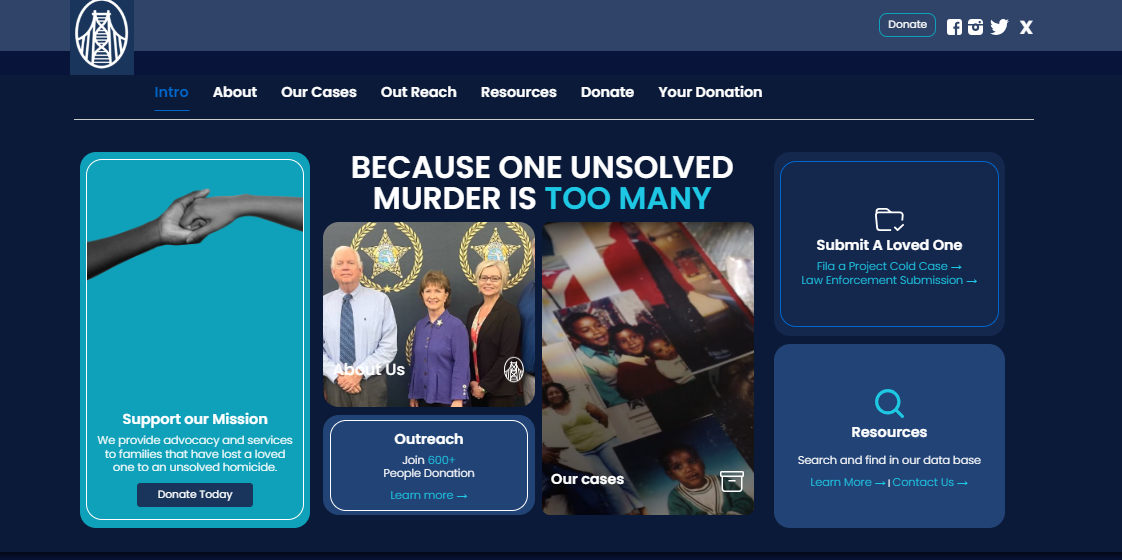 Donate
X
Intro About Our Cases Out Reach Resources Donate Your Donation
BECAUSE ONE UNSOLVED
MURDER IS TOO MANY
Support our Mission
We provide advocacy and services
to families that have lost a loved
one to an unsolved homicide.
Donate Today
About Us
Outreach
Join 600+
People Donation
Learn more →
Our cases
Submit A Loved One
Fila a Project Cold Case →
Law Enforcement Submission →
Resources
Search and find in our data base
Learn More → | Contact Us →